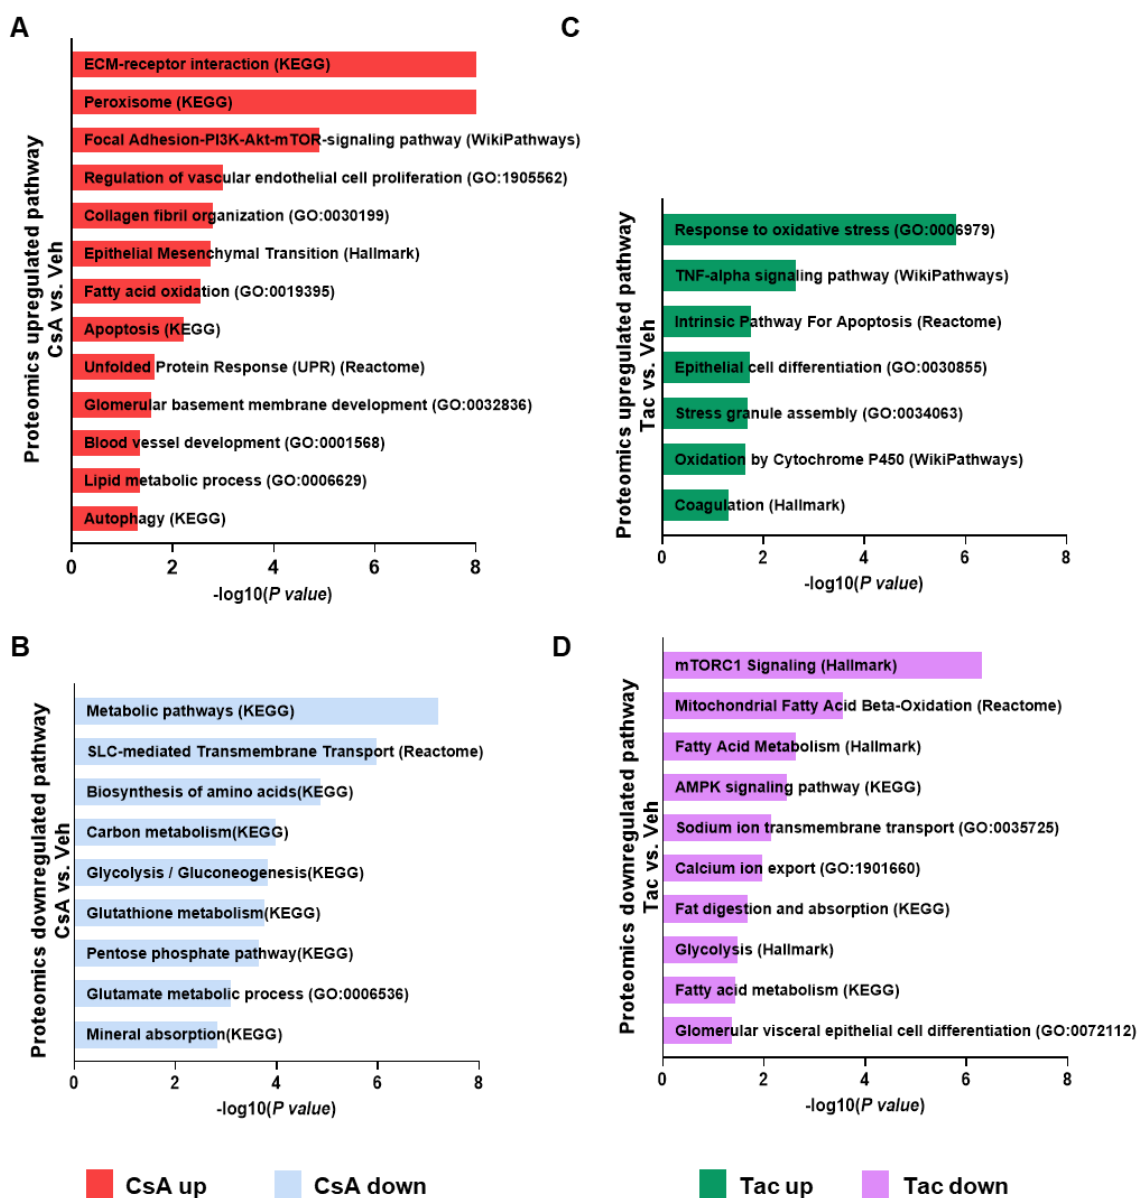 A
Proteomics upregulated pathway
CsA vs. Veh
ECM-receptor interaction (KEGG)
Peroxisome (KEGG)
Focal Adhesion-PI3K-Akt-mTOR-signaling pathway (WikiPathways)
Regulation of vascular endothelial cell proliferation (GO:1905562)
Collagen fibril organization (GO:0030199)
Epithelial Mesenchymal Transition (Hallmark)
Fatty acid oxidation (GO:0019395)
Apoptosis (KEGG)
Unfolded Protein Response (UPR) (Reactome)
Glomerular basement membrane development (GO:0032836)
Blood vessel development (GO:0001568)
Lipid metabolic process (GO:0006629)
Autophagy (KEGG)
0 2 4 6 8
-log10(P value)
C
Proteomics upregulated pathway
Tac vs. Veh
Response to oxidative stress (GO:0006979)
TNF-alpha signaling pathway (WikiPathways)
Intrinsic Pathway For Apoptosis (Reactome)
Epithelial cell differentiation (GO:0030855)
Stress granule assembly (GO:0034063)
Oxidation by Cytochrome P450 (WikiPathways)
Coagulation (Hallmark)
0 2 4 6 8
-log10(P value)
B
Proteomics downregulated pathway
CsA vs. Veh
Metabolic pathways (KEGG)
SLC-mediated Transmembrane Transport (Reactome)
Biosynthesis of amino acids(KEGG)
Carbon metabolism(KEGG)
Glycolysis / Gluconeogenesis(KEGG)
Glutathione metabolism(KEGG)
Pentose phosphate pathway(KEGG)
Glutamate metabolic process (GO:0006536)
Mineral absorption(KEGG)
0 2 4 6 8
-log10(P value)
D
Proteomics downregulated pathway
Tac vs. Veh
mTORC1 Signaling (Hallmark)
Mitochondrial Fatty Acid Beta-Oxidation (Reactome)
Fatty Acid Metabolism (Hallmark)
AMPK signaling pathway (KEGG)
Sodium ion transmembrane transport (GO:0035725)
Calcium ion export (GO:1901660)
Fat digestion and absorption (KEGG)
Glycolysis (Hallmark)
Fatty acid metabolism (KEGG)
Glomerular visceral epithelial cell differentiation (GO:0072112)
0 2 4 6 8
-log10(P value)
CsA up
CsA down
Tac up
Tac down